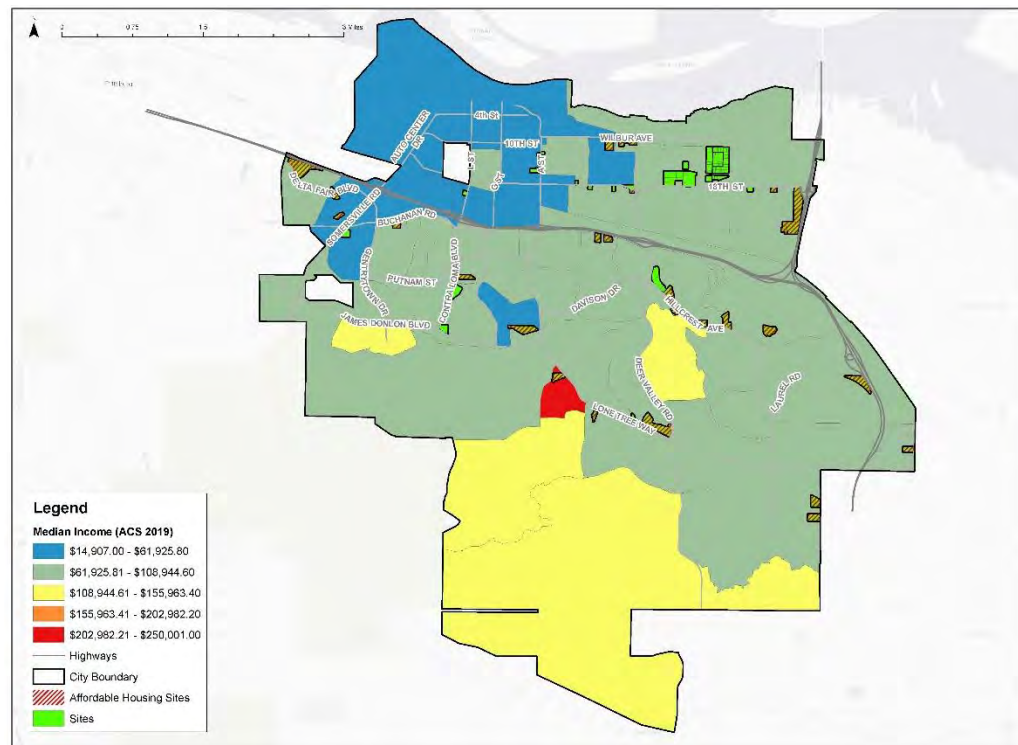 0 0.75 1.5 3 Miles
4th St
AUTO CENTER DR
10TH ST
WILBUR AVE
L ST
G ST
A ST
18TH ST
DELTA FAIR BLVD
SOMERSVILLE RD
BUCHANAN RD
GENTRYTOWN DR
PUTNAM ST
CONTRA LOMA BLVD
DAVISON DR
HILLCREST AVE
JAMES DONLON BLVD
DEER VALLEY RD
LAUREL RD
LONE TREE WAY
Legend
Median Income (ACS 2019)
$14,907.00 - $61,925.80
$61,925.81 - $108,944.60
$108,944.61 - $155,963.40
$155,963.41 - $202,982.20
$202,982.21 - $250,001.00
Highways
City Boundary
Affordable Housing Sites
Sites